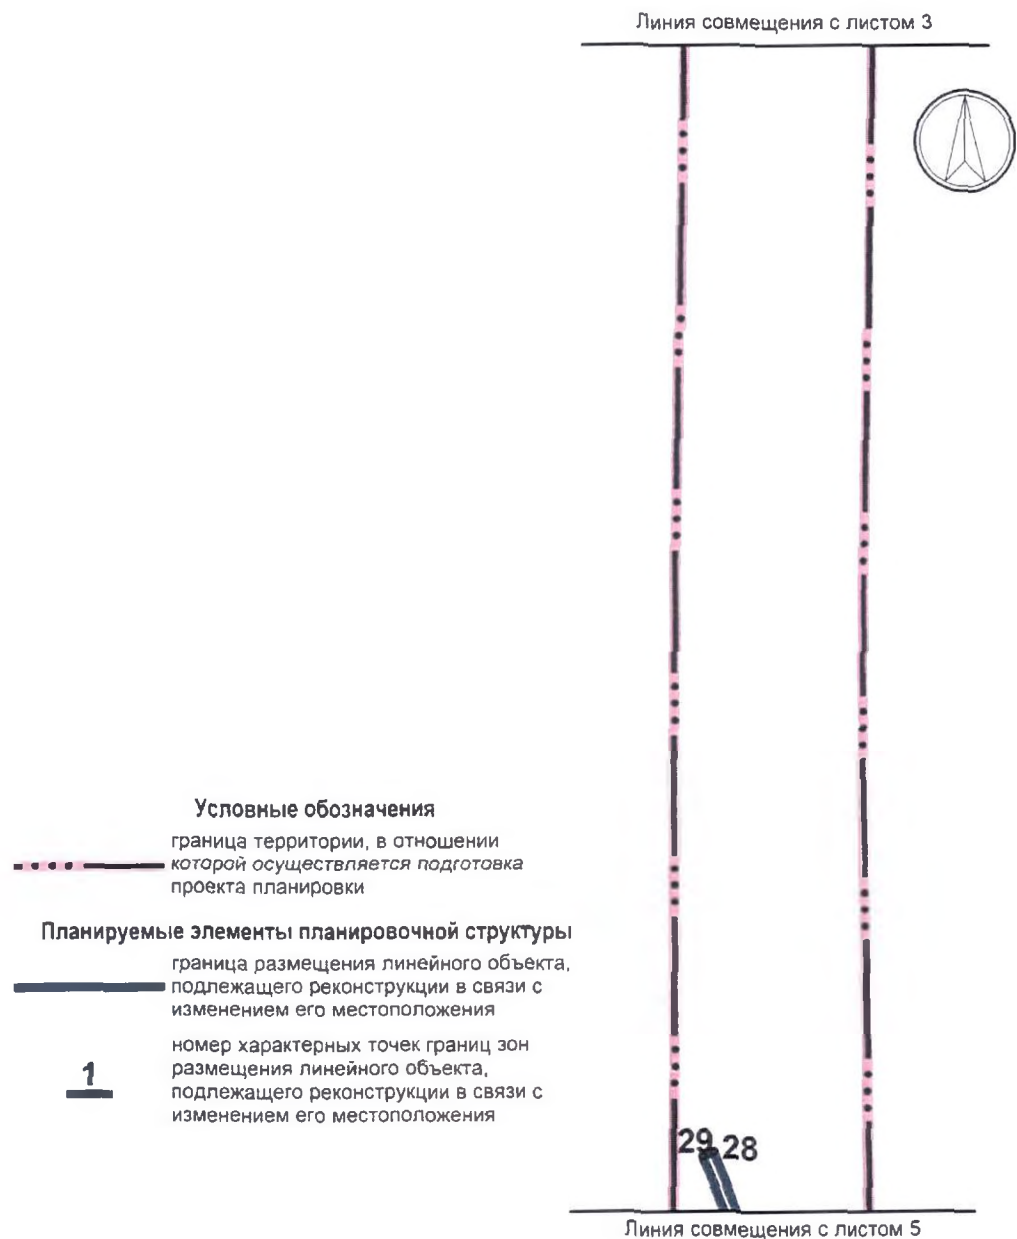 Линия совмещения с листом 3
Условные обозначения
граница территории, в отношении
которой осуществляется подготовка
проекта планировки
Планируемые элементы планировочной структуры
граница размещения линейного объекта,
подлежащего реконструкции в связи с
изменением его местоположения
1
номер характерных точек границ зон
размещения линейного объекта,
подлежащего реконструкции в связи с
изменением его местоположения
29 28
Линия совмещения с листом 5